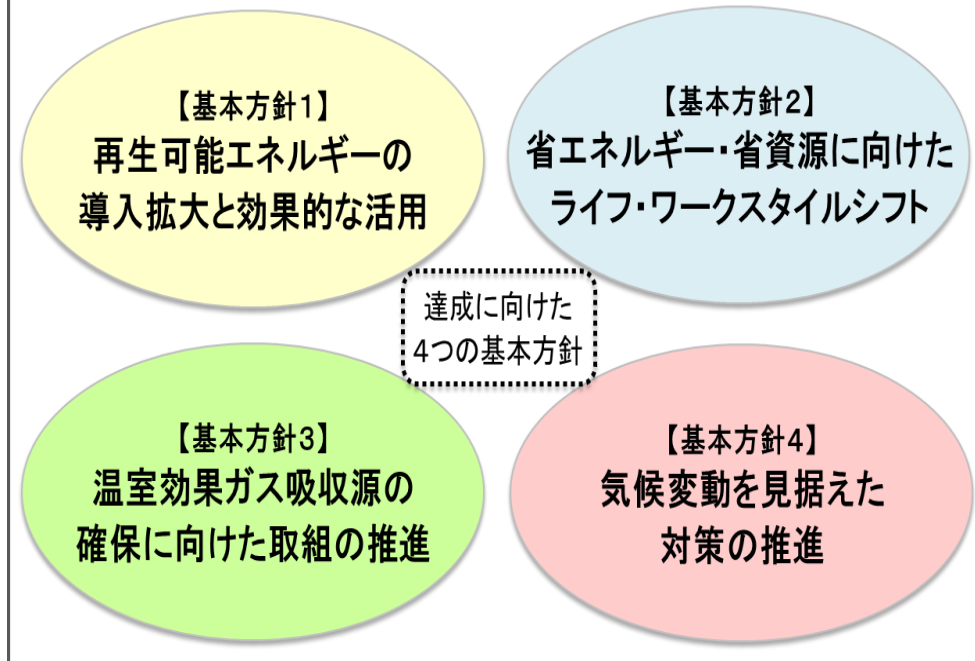 【基本方針1】
再生可能エネルギーの
導入拡大と効果的な活用
【基本方針2】
省エネルギー・省資源に向けた
ライフ・ワークスタイルシフト
達成に向けた
4つの基本方針
【基本方針3】
温室効果ガス吸収源の
確保に向けた取組の推進
【基本方針4】
気候変動を見据えた
対策の推進